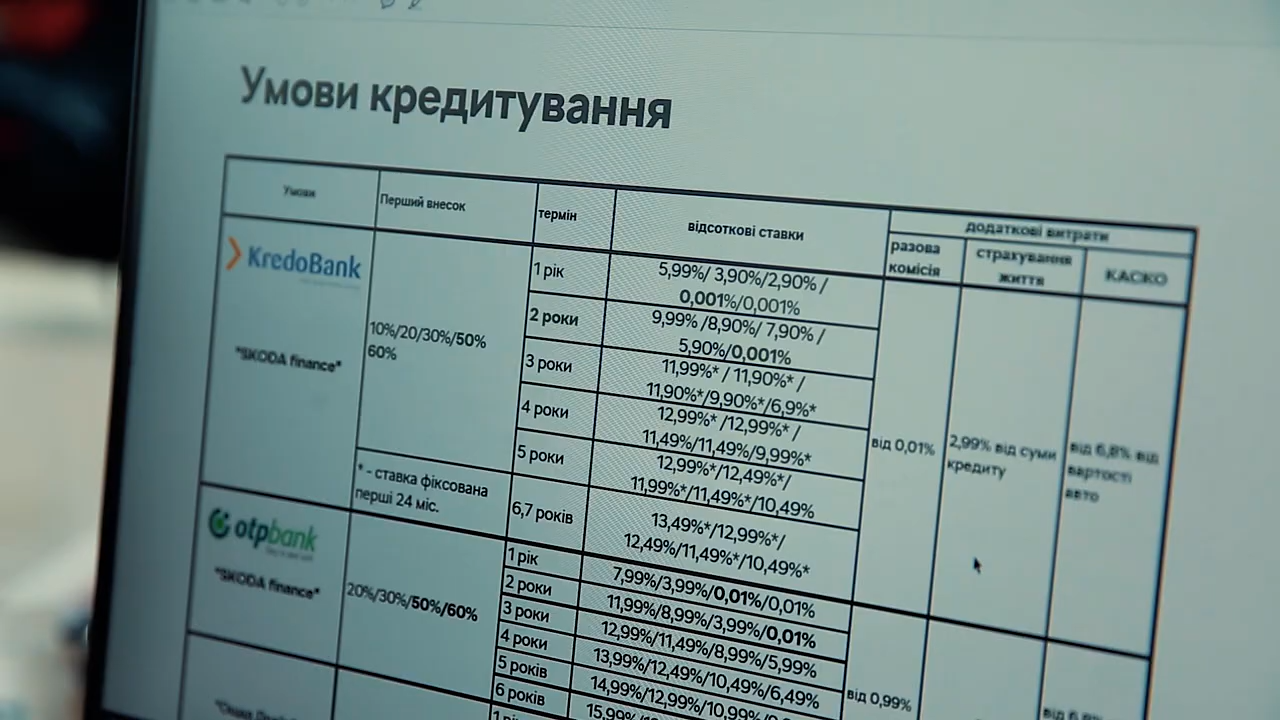 Умови кредитування
Умови
Перший внесок
термін
відсоткові ставки
додаткові витрати
разова
комісія
страхування
життя
КАСКО
KredoBank
"SKODA finance"
10%/20/30%/50%
60%
* - ставка фіксована
перші 24 міс.
1 рік
5,99%/ 3,90%/2,90% /
0,001%/0,001%
2 роки
9,99% /8,90%/ 7,90% /
5,90%/0,001%
3 роки
11,99%* / 11,90%* /
11,90%*/9,90%*/6,9%*
4 роки
12,99%* /12,99%* /
11,49%/11,49%/9,99%*
5 роки
12,99%*/12,49%*/
11,99%*/11,49%*/10,49%
6,7 років
13,49%*/12,99%*/
12,49%/11,49%*/10,49%*
від 0,01%
2,99% від суми
кредиту
від 6,8% від
вартості
авто
otpbank
"SKODA finance"
20%/30%/50%/60%
1 рік
7,99%/3,99%/0,01%/0,01%
2 роки
11,99%/8,99%/3,99%/0,01%
3 роки
12,99%/11,49%/8,99%/5,99%
4 роки
13,99%/12,49%/10,49%/6,49%
5 років
14,99%/12,99%/10,99%/
6 років
15,99%
1 рік
від 0,99%
від